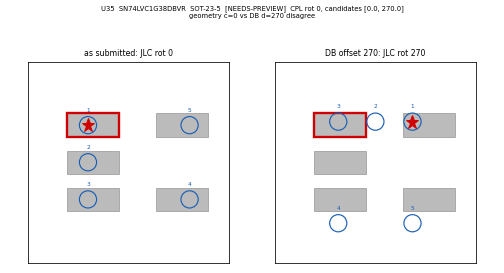 U35 SN74LVC1G38DBVR SOT-23-5 [NEEDS-PREVIEW] CPL rot 0, candidates [0.0, 270.0]
geometry c=0 vs DB d=270 disagree
as submitted: JLC rot 0
DB offset 270: JLC rot 270
1
5
2
3
4
3
2
1
4
5